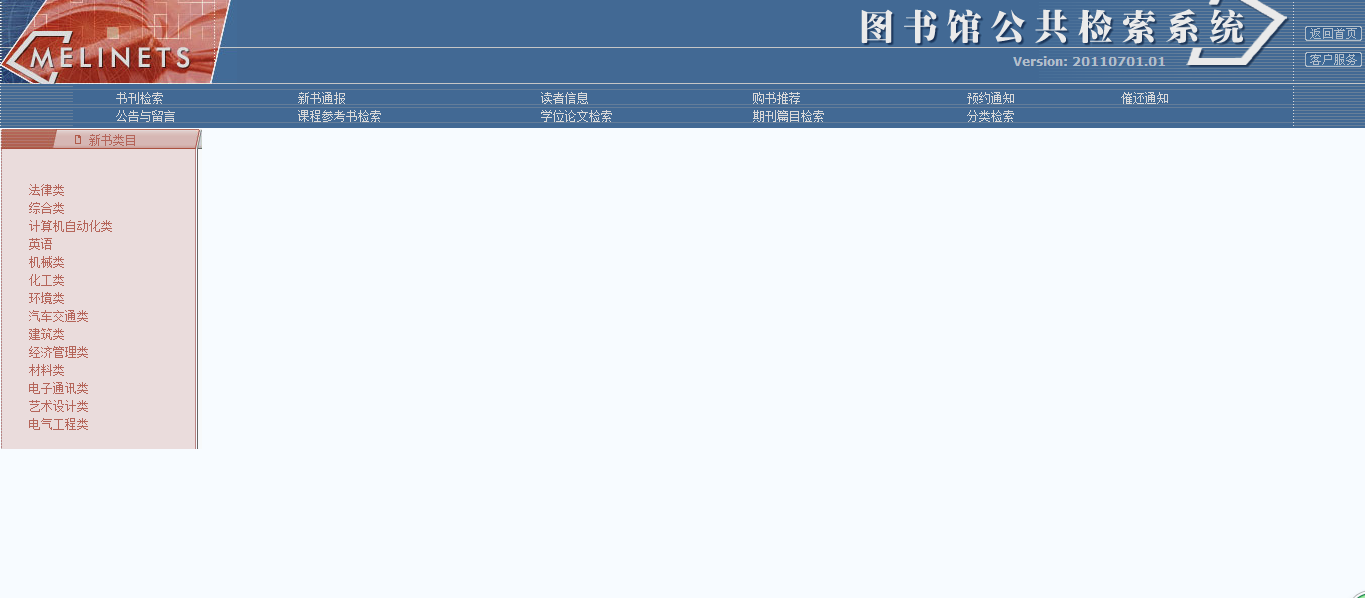 图书馆公共检索系统
MELINETS
返回首页
Version: 20110701.01
客户服务
书刊检索 新书通报 读者信息 购书推荐 预约通知 催还通知
公告与留言 课程参考书检索 学位论文检索 期刊篇目检索 分类检索
新书类目
法律类
综合类
计算机自动化类
英语
机械类
化工类
环境类
汽车交通类
建筑类
经济管理类
材料类
电子通讯类
艺术设计类
电气工程类